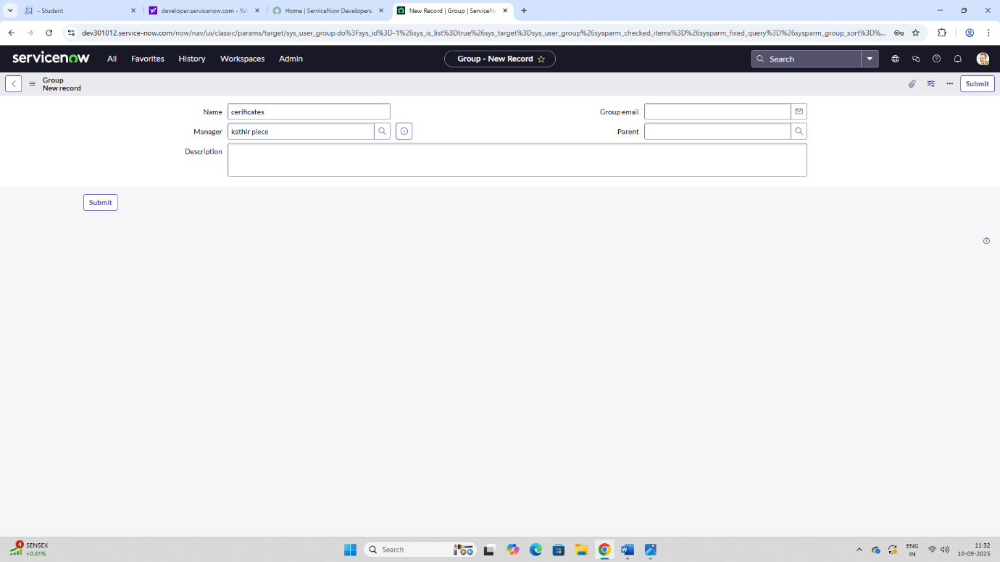 - Student
developer.servicenow.com - Yah
Home | ServiceNow Developers
New Record | Group | ServiceNo
dev301012.service-now.com/now/nav/ui/classic/params/target/sys_user_group.do%3Fsys_id%3D-1%26sys_is_list%3Dtrue%26sys_target%3Dsys_user_group%26sysparm_checked_items%3D%26sysparm_fixed_query%3D%26sysparm_group_sort%3D%...
servicenow
All
Favorites
History
Workspaces
Admin
Group - New Record
Search
Group
New record
Submit
Name
cerificates
Group email
Manager
kathir plece
Parent
Description
Submit
4
SENSEX
+0.61%
Search
ENG
IN
11:32
10-09-2025